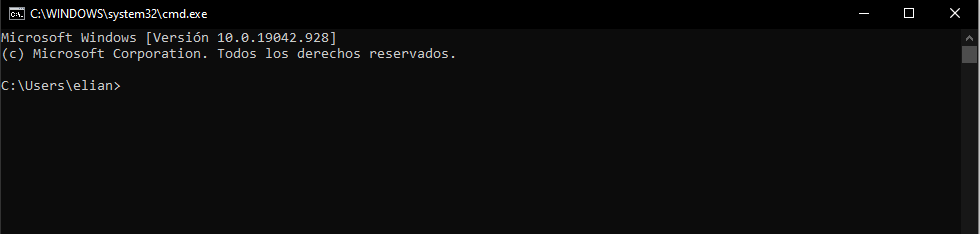 C:\WINDOWS\system32\cmd.exe
Microsoft Windows [Versión 10.0.19042.928]
(c) Microsoft Corporation. Todos los derechos reservados.
C:\Users\elian>